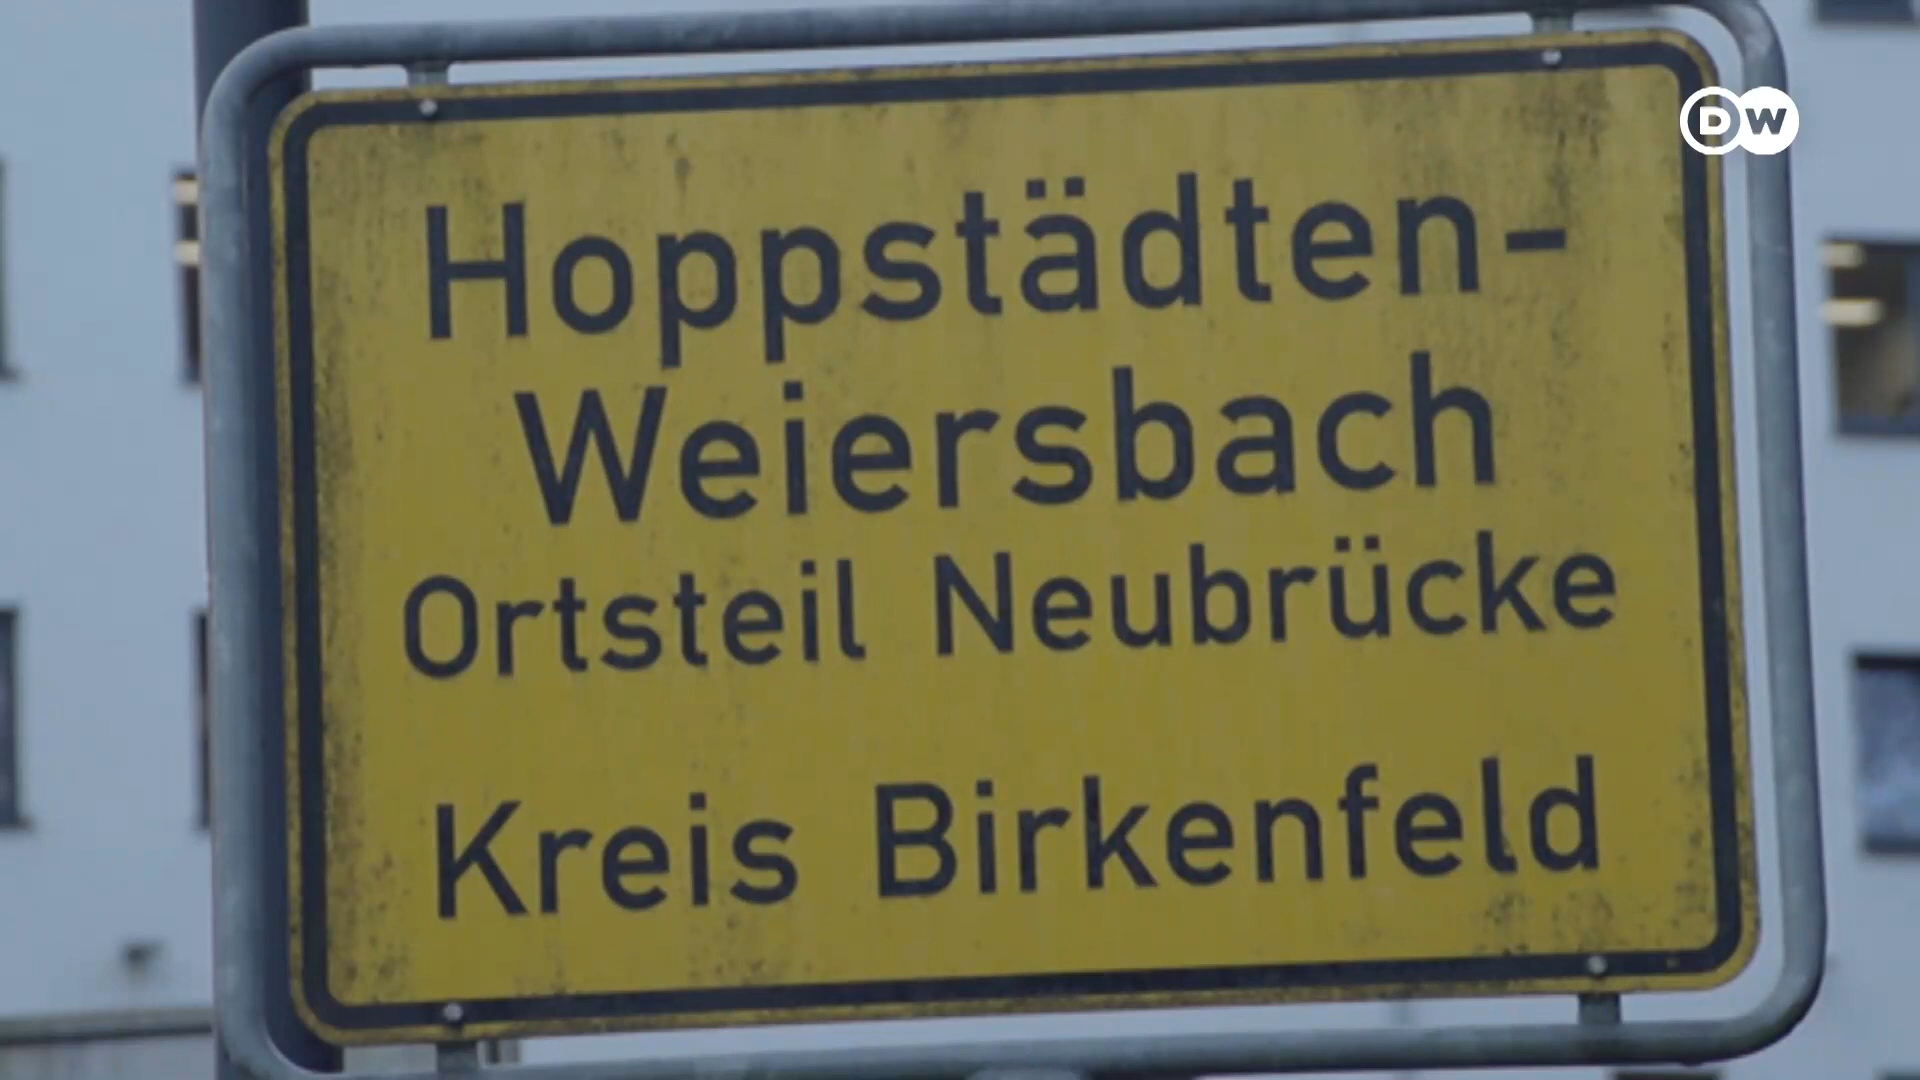 DW
Hoppstädten-
Weiersbach
Ortsteil Neubrücke
Kreis Birkenfeld